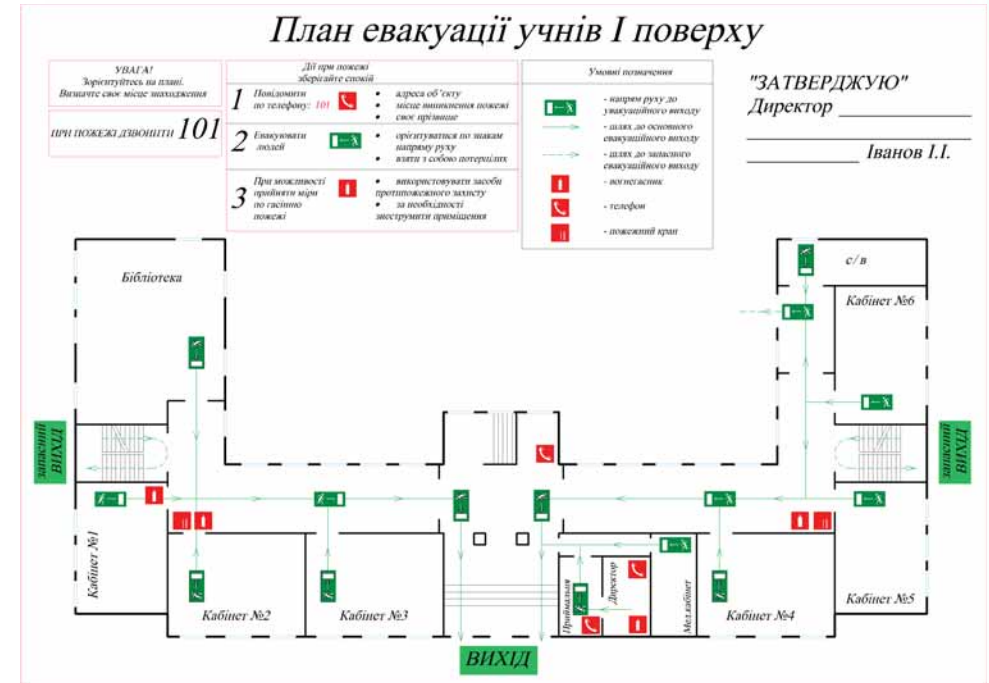 План евакуації учнів І поверху
УВАГА!
Зорієнтуйтесь на плані.
Визначте своє місце знаходження
ПРИ ПОЖЕЖІ ДЗВОНИТИ 101
Дії при пожежі
зберігайте спокій
1 Повідомити
по телефону: 101
• адреса об'єкту
• місце виникнення пожежі
• своє прізвище
2 Евакуювати
людей
• орієнтуватися по знакам
напряму руху
• взяти з собою потерпілих
3 При можливості
прийняти міри
по гасінню
пожежі
• використовувати засоби
протипожежного захисту
• за необхідності
знеструмити приміщення
Умовні позначення
- напрям руху до
евакуаційного виходу
- шлях до основного
евакуаційного виходу
- шлях до запасного
евакуаційного виходу
- вогнегасник
- телефон
- пожежний кран
"ЗАТВЕРДЖУЮ"
Директор
Іванов І.І.
Бібліотека
с/в
Кабінет №6
запасний
ВИХІД
запасний
ВИХІД
Кабінет №1
Кабінет №2
Кабінет №3
Приймальня
Директор
Мед.кабінет
Кабінет №4
Кабінет №5
ВИХІД